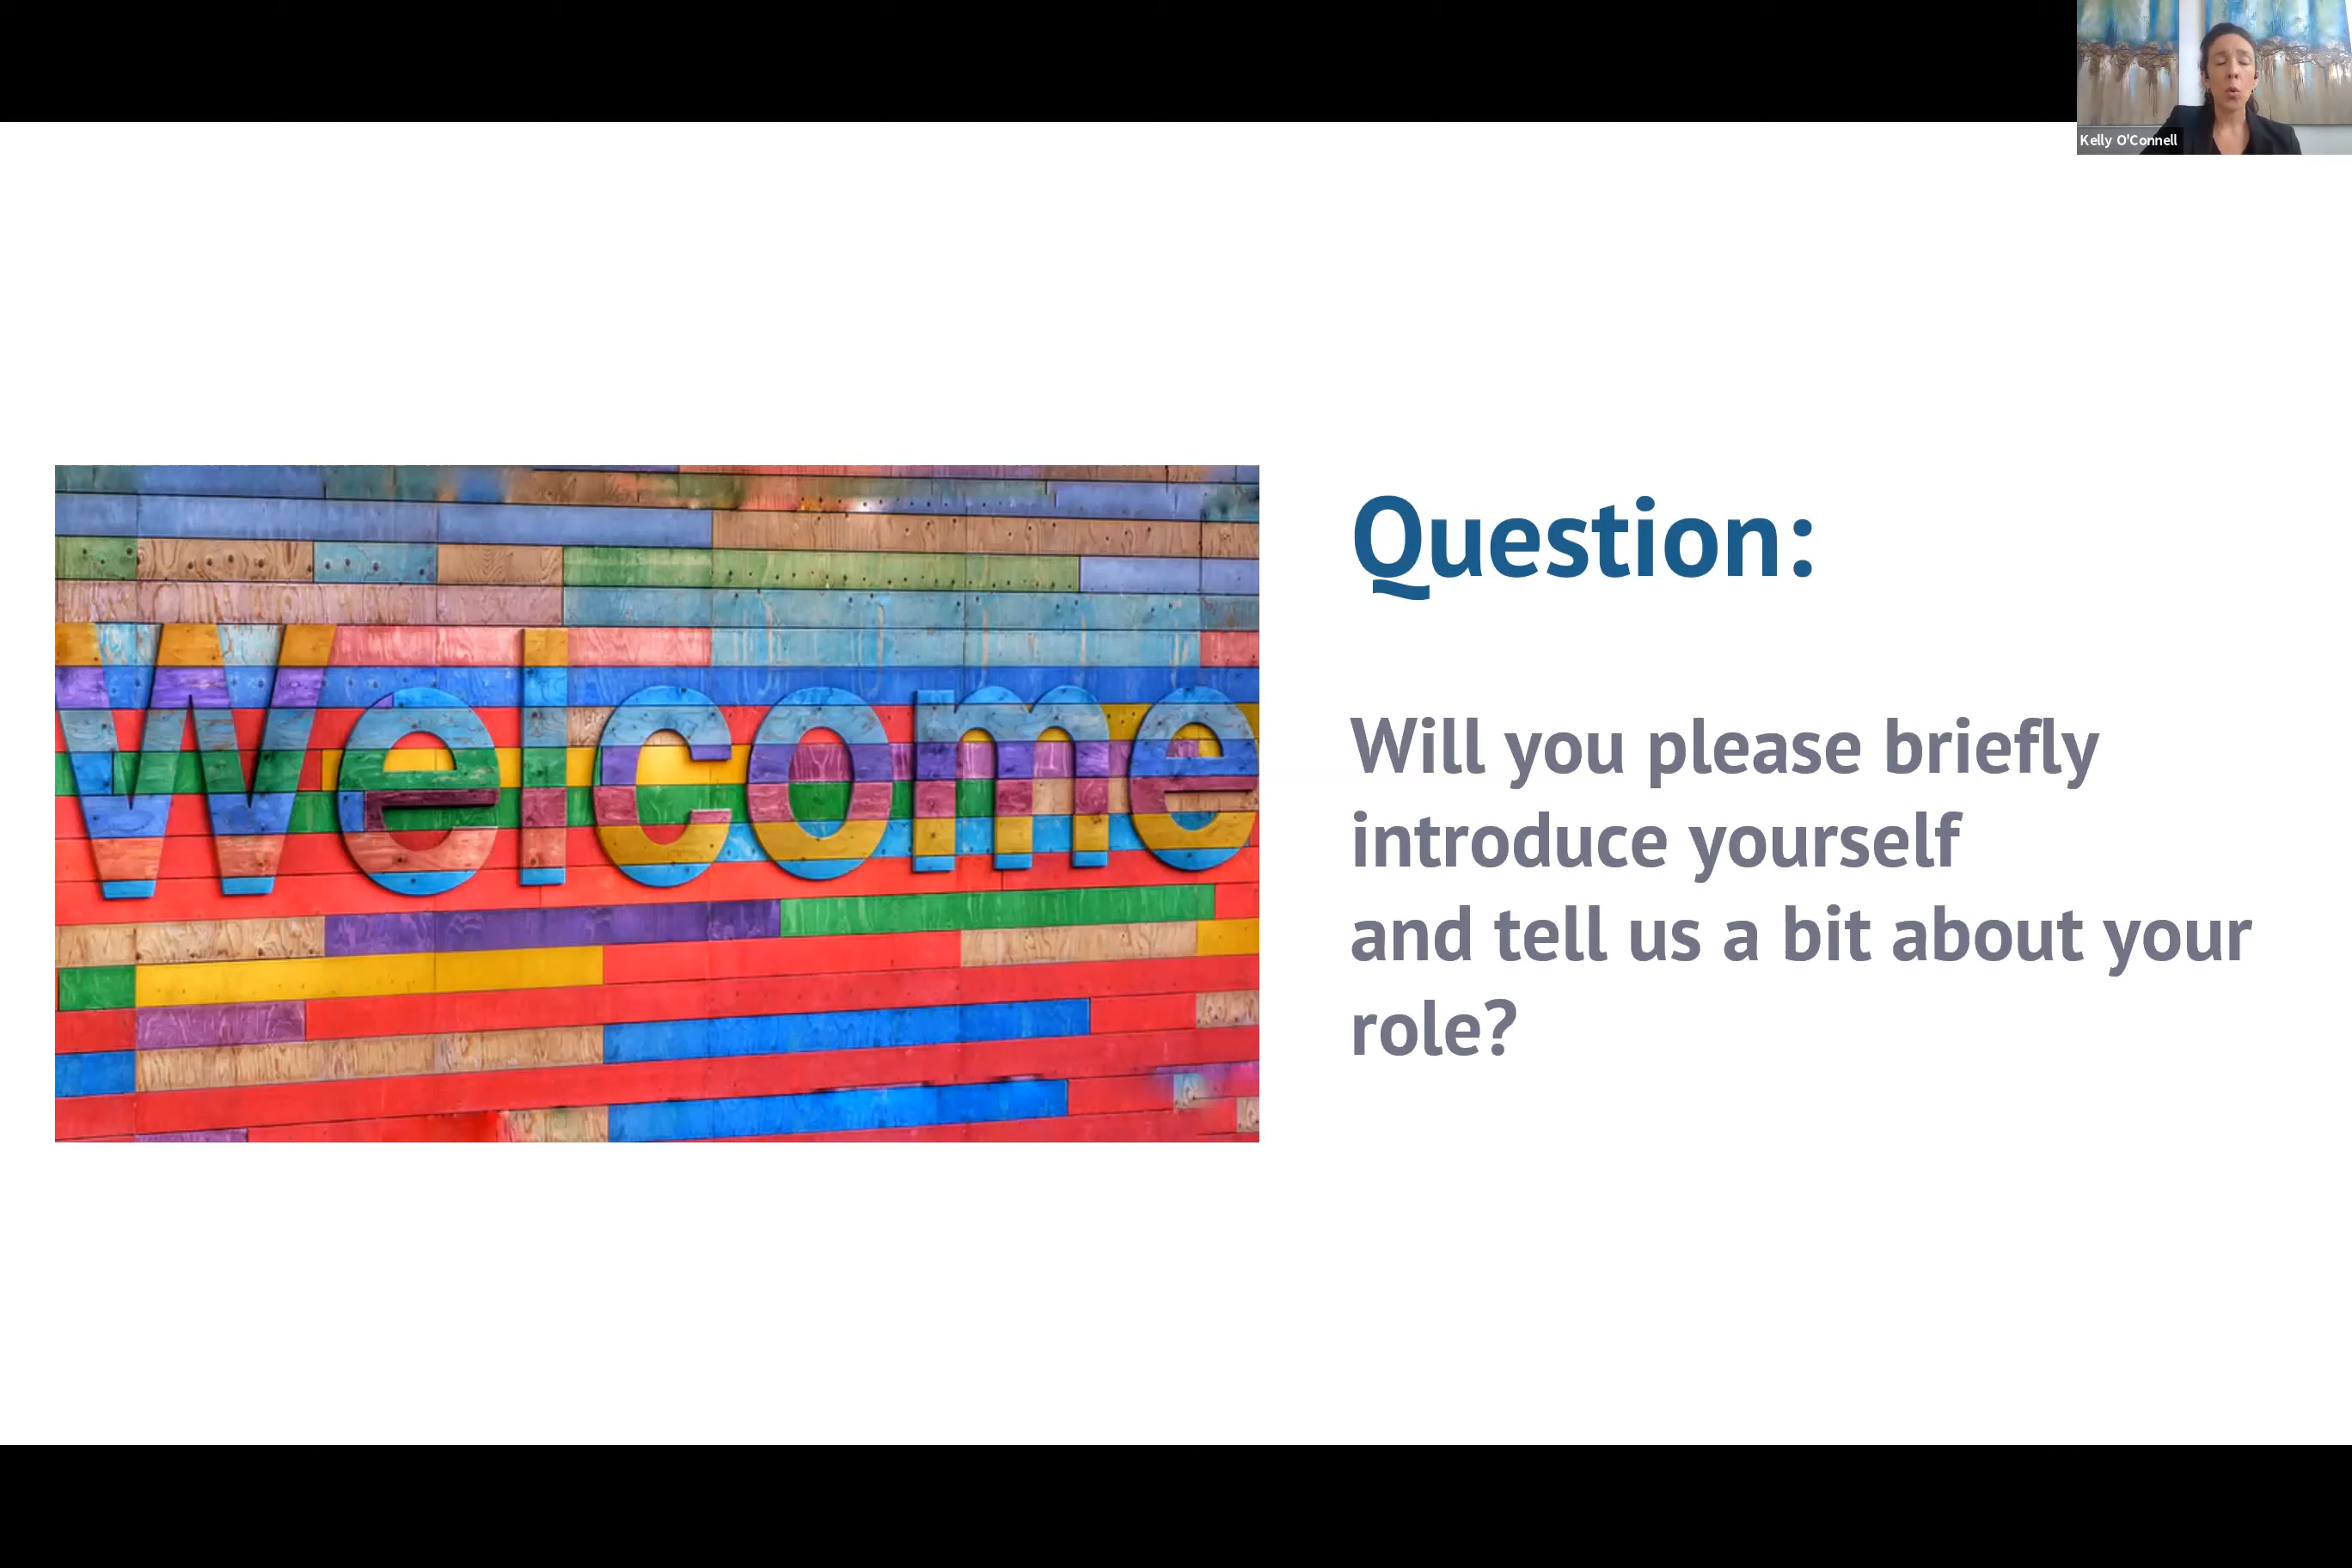 Kelly O'Connell
Welcome
Question:
Will you please briefly
introduce yourself
and tell us a bit about your
role?